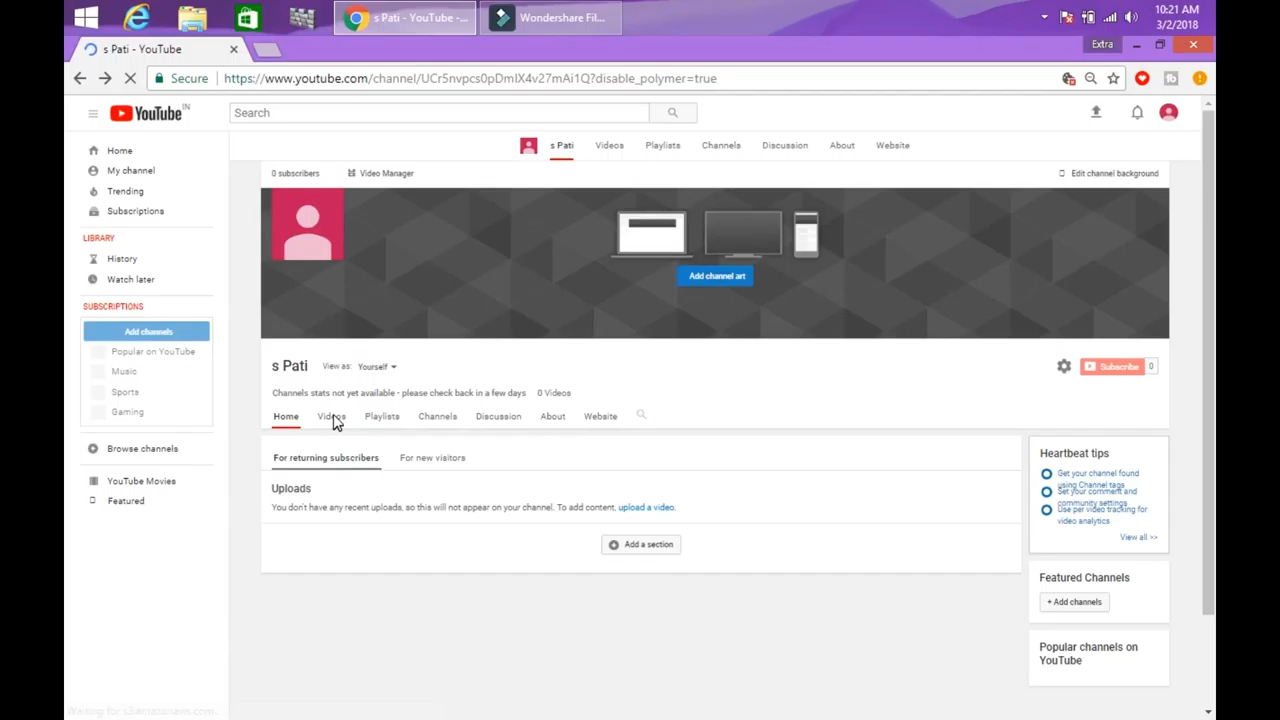 s Pati - YouTube -...
Wondershare Fil...
10:21 AM
3/2/2018
s Pati - YouTube
Extra
Secure
https://www.youtube.com/channel/UCr5nvpcs0pDmIX4v27mAi1Q?disable_polymer=true
YouTube IN
Search
s Pati Videos Playlists Channels Discussion About Website
Home
My channel
Trending
Subscriptions
LIBRARY
History
Watch later
SUBSCRIPTIONS
Add channels
Popular on YouTube
Music
Sports
Gaming
Browse channels
YouTube Movies
Featured
0 subscribers Video Manager Edit channel background
Add channel art
s Pati View as: Yourself
Subscribe 0
Channels stats not yet available - please check back in a few days 0 Videos
Home Videos Playlists Channels Discussion About Website
For returning subscribers For new visitors
Uploads
You don't have any recent uploads, so this will not appear on your channel. To add content, upload a video.
Add a section
Heartbeat tips
Get your channel found
using Channel tags
Set your comment and
community settings
Use per video tracking for
video analytics
View all >>
Featured Channels
+ Add channels
Popular channels on
YouTube
Waiting for s3.amazonaws.com...